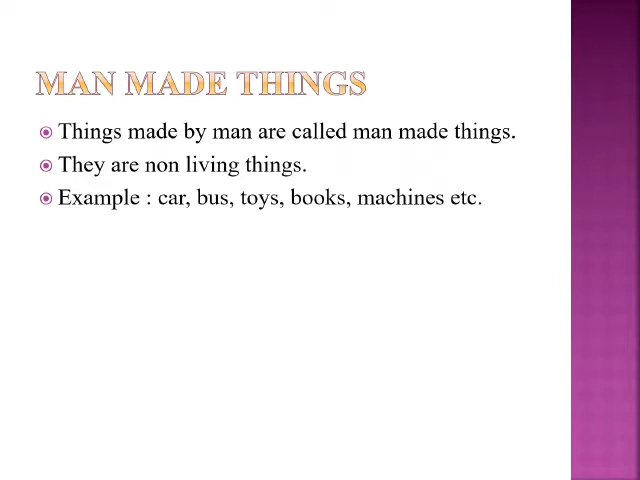 MAN MADE THINGS
Things made by man are called man made things.
They are non living things.
Example : car, bus, toys, books, machines etc.